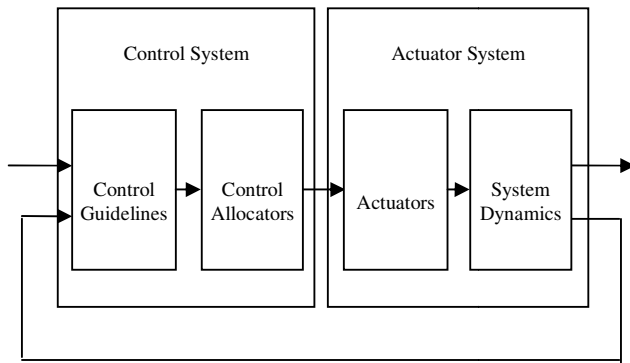 Control System
Actuator System
Control
Guidelines
Control
Allocators
Actuators
System
Dynamics